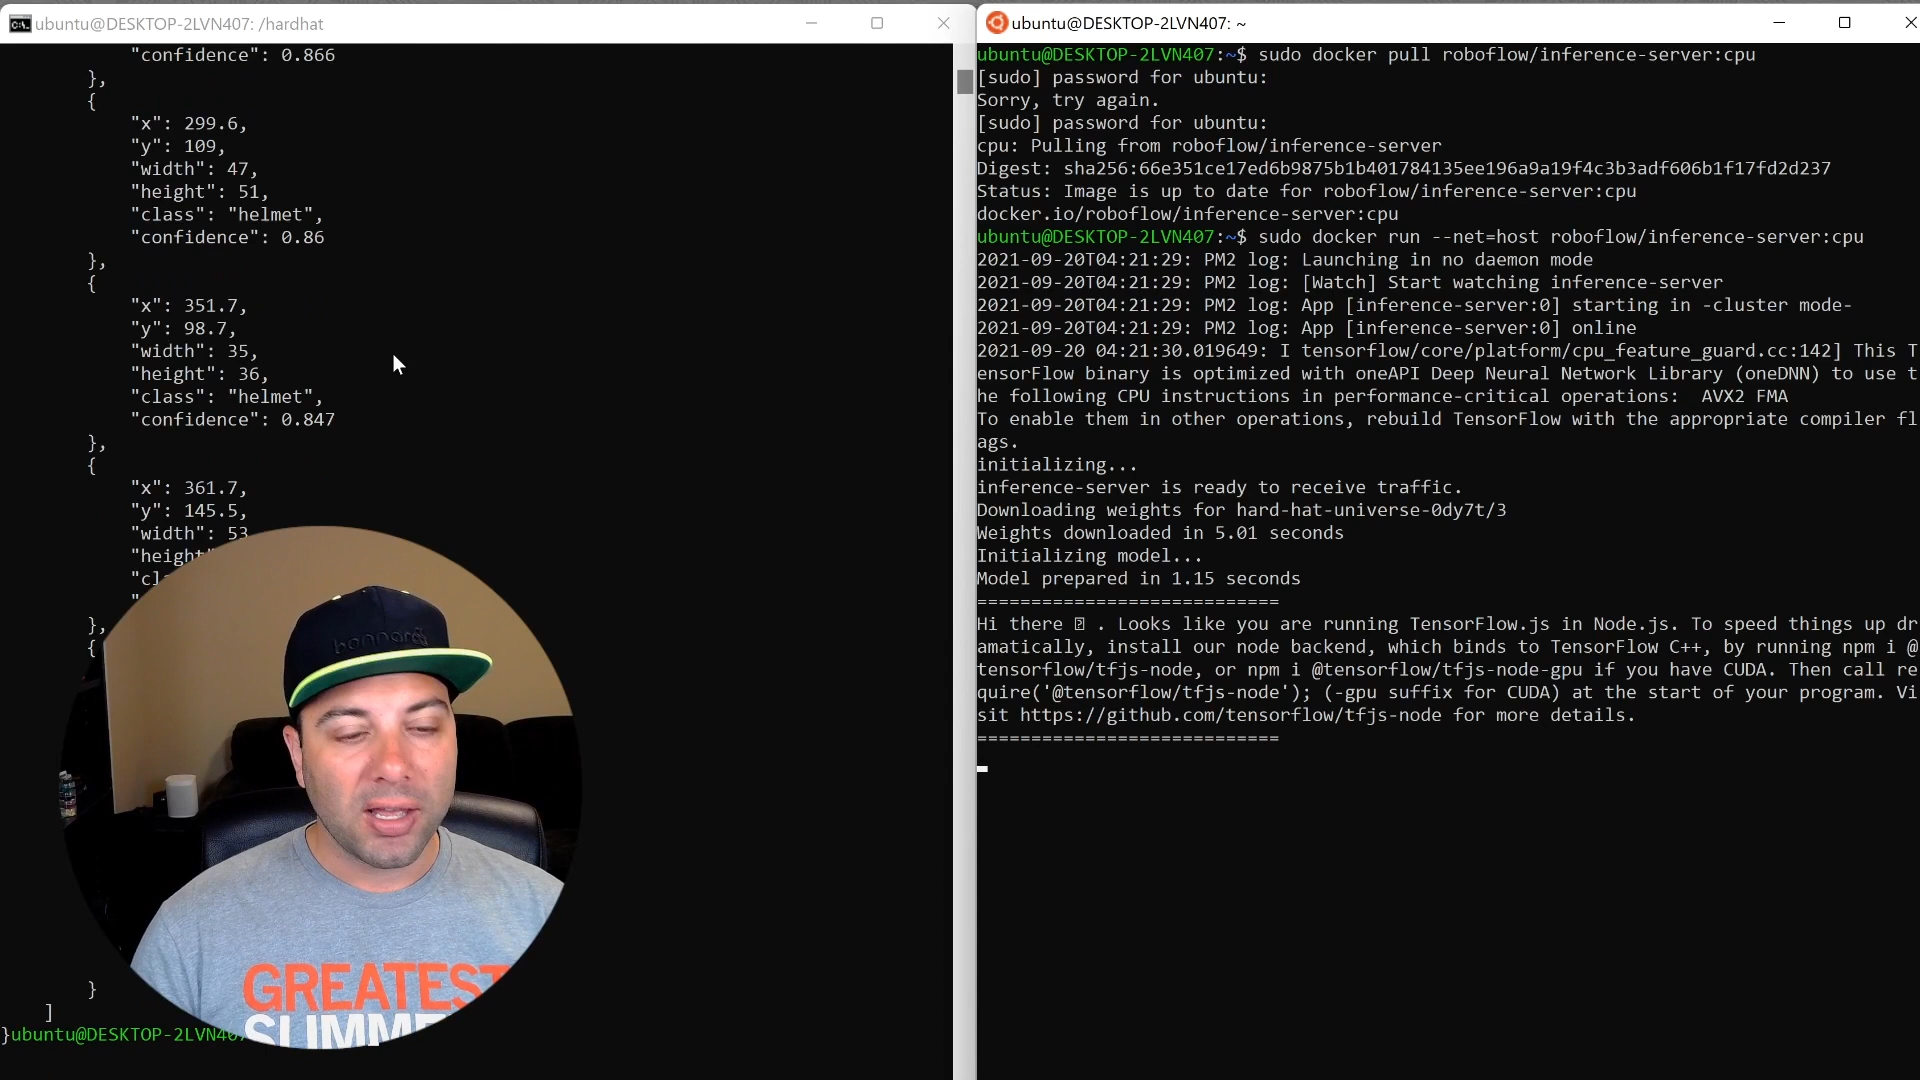 ubuntu@DESKTOP-2LVN407: /hardhat
"confidence": 0.866
},
{
"x": 299.6,
"y": 109,
"width": 47,
"height": 51,
"class": "helmet",
"confidence": 0.86
},
{
"x": 351.7,
"y": 98.7,
"width": 35,
"height": 36,
"class": "helmet",
"confidence": 0.847
},
{
"x": 361.7,
"y": 145.5,
"width": 53
"height"
"cl
"
},
{
}
]
}ubuntu@DESKTOP-2LVN407
GREATEST
ubuntu@DESKTOP-2LVN407: ~
ubuntu@DESKTOP-2LVN407:~$ sudo docker pull roboflow/inference-server:cpu
[sudo] password for ubuntu:
Sorry, try again.
[sudo] password for ubuntu:
cpu: Pulling from roboflow/inference-server
Digest: sha256:66e351ce17ed6b9875b1b401784135ee196a9a19f4c3b3adf606b1f17fd2d237
Status: Image is up to date for roboflow/inference-server:cpu
docker.io/roboflow/inference-server:cpu
ubuntu@DESKTOP-2LVN407:~$ sudo docker run --net=host roboflow/inference-server:cpu
2021-09-20T04:21:29: PM2 log: Launching in no daemon mode
2021-09-20T04:21:29: PM2 log: [Watch] Start watching inference-server
2021-09-20T04:21:29: PM2 log: App [inference-server:0] starting in -cluster mode-
2021-09-20T04:21:29: PM2 log: App [inference-server:0] online
2021-09-20 04:21:30.019649: I tensorflow/core/platform/cpu_feature_guard.cc:142] This T
ensorFlow binary is optimized with oneAPI Deep Neural Network Library (oneDNN) to use t
he following CPU instructions in performance-critical operations:  AVX2 FMA
To enable them in other operations, rebuild TensorFlow with the appropriate compiler fl
ags.
initializing...
inference-server is ready to receive traffic.
Downloading weights for hard-hat-universe-0dy7t/3
Weights downloaded in 5.01 seconds
Initializing model...
Model prepared in 1.15 seconds
============================
Hi there . Looks like you are running TensorFlow.js in Node.js. To speed things up dr
amatically, install our node backend, which binds to TensorFlow C++, by running npm i @
tensorflow/tfjs-node, or npm i @tensorflow/tfjs-node-gpu if you have CUDA. Then call re
quire('@tensorflow/tfjs-node'); (-gpu suffix for CUDA) at the start of your program. Vi
sit https://github.com/tensorflow/tfjs-node for more details.
============================